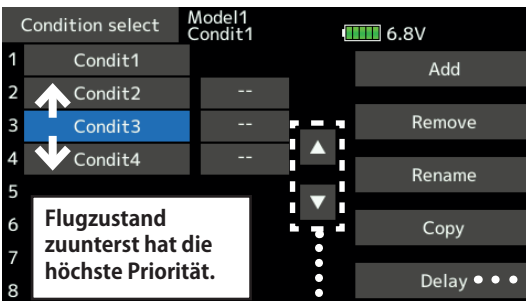 Condition select
Model1
Condit1
6.8V
1 Condit1
2 Condit2 --
3 Condit3 --
4 Condit4 --
5
6
7
8
Flugzustand
zuunterst hat die
höchste Priorität.
▲
▼
Add
Remove
Rename
Copy
Delay